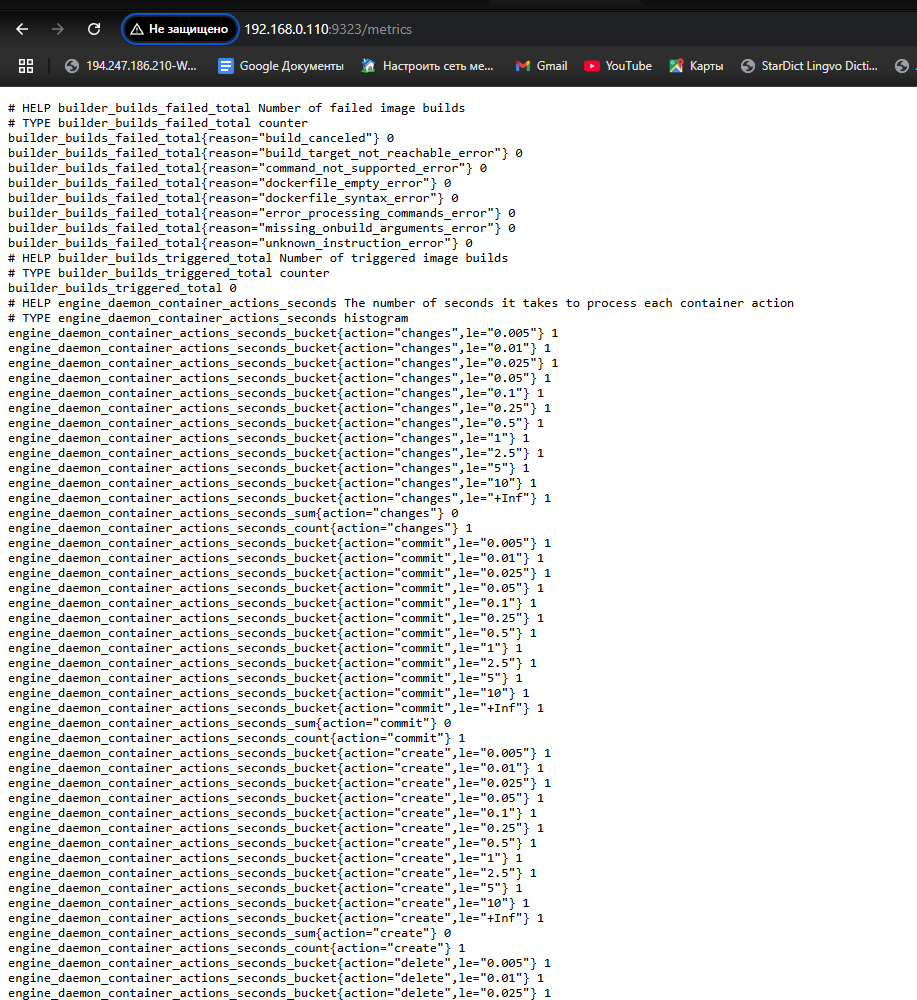 Не защищено 192.168.0.110:9323/metrics
194.247.186.210-W... Google Документы Настроить сеть ме... Gmail YouTube Карты StarDict Lingvo Dicti...
# HELP builder_builds_failed_total Number of failed image builds
# TYPE builder_builds_failed_total counter
builder_builds_failed_total{reason="build_canceled"} 0
builder_builds_failed_total{reason="build_target_not_reachable_error"} 0
builder_builds_failed_total{reason="command_not_supported_error"} 0
builder_builds_failed_total{reason="dockerfile_empty_error"} 0
builder_builds_failed_total{reason="dockerfile_syntax_error"} 0
builder_builds_failed_total{reason="error_processing_commands_error"} 0
builder_builds_failed_total{reason="missing_onbuild_arguments_error"} 0
builder_builds_failed_total{reason="unknown_instruction_error"} 0
# HELP builder_builds_triggered_total Number of triggered image builds
# TYPE builder_builds_triggered_total counter
builder_builds_triggered_total 0
# HELP engine_daemon_container_actions_seconds The number of seconds it takes to process each container action
# TYPE engine_daemon_container_actions_seconds histogram
engine_daemon_container_actions_seconds_bucket{action="changes",le="0.005"} 1
engine_daemon_container_actions_seconds_bucket{action="changes",le="0.01"} 1
engine_daemon_container_actions_seconds_bucket{action="changes",le="0.025"} 1
engine_daemon_container_actions_seconds_bucket{action="changes",le="0.05"} 1
engine_daemon_container_actions_seconds_bucket{action="changes",le="0.1"} 1
engine_daemon_container_actions_seconds_bucket{action="changes",le="0.25"} 1
engine_daemon_container_actions_seconds_bucket{action="changes",le="0.5"} 1
engine_daemon_container_actions_seconds_bucket{action="changes",le="1"} 1
engine_daemon_container_actions_seconds_bucket{action="changes",le="2.5"} 1
engine_daemon_container_actions_seconds_bucket{action="changes",le="5"} 1
engine_daemon_container_actions_seconds_bucket{action="changes",le="10"} 1
engine_daemon_container_actions_seconds_bucket{action="changes",le="+Inf"} 1
engine_daemon_container_actions_seconds_sum{action="changes"} 0
engine_daemon_container_actions_seconds_count{action="changes"} 1
engine_daemon_container_actions_seconds_bucket{action="commit",le="0.005"} 1
engine_daemon_container_actions_seconds_bucket{action="commit",le="0.01"} 1
engine_daemon_container_actions_seconds_bucket{action="commit",le="0.025"} 1
engine_daemon_container_actions_seconds_bucket{action="commit",le="0.05"} 1
engine_daemon_container_actions_seconds_bucket{action="commit",le="0.1"} 1
engine_daemon_container_actions_seconds_bucket{action="commit",le="0.25"} 1
engine_daemon_container_actions_seconds_bucket{action="commit",le="0.5"} 1
engine_daemon_container_actions_seconds_bucket{action="commit",le="1"} 1
engine_daemon_container_actions_seconds_bucket{action="commit",le="2.5"} 1
engine_daemon_container_actions_seconds_bucket{action="commit",le="5"} 1
engine_daemon_container_actions_seconds_bucket{action="commit",le="10"} 1
engine_daemon_container_actions_seconds_bucket{action="commit",le="+Inf"} 1
engine_daemon_container_actions_seconds_sum{action="commit"} 0
engine_daemon_container_actions_seconds_count{action="commit"} 1
engine_daemon_container_actions_seconds_bucket{action="create",le="0.005"} 1
engine_daemon_container_actions_seconds_bucket{action="create",le="0.01"} 1
engine_daemon_container_actions_seconds_bucket{action="create",le="0.025"} 1
engine_daemon_container_actions_seconds_bucket{action="create",le="0.05"} 1
engine_daemon_container_actions_seconds_bucket{action="create",le="0.1"} 1
engine_daemon_container_actions_seconds_bucket{action="create",le="0.25"} 1
engine_daemon_container_actions_seconds_bucket{action="create",le="0.5"} 1
engine_daemon_container_actions_seconds_bucket{action="create",le="1"} 1
engine_daemon_container_actions_seconds_bucket{action="create",le="2.5"} 1
engine_daemon_container_actions_seconds_bucket{action="create",le="5"} 1
engine_daemon_container_actions_seconds_bucket{action="create",le="10"} 1
engine_daemon_container_actions_seconds_bucket{action="create",le="+Inf"} 1
engine_daemon_container_actions_seconds_sum{action="create"} 0
engine_daemon_container_actions_seconds_count{action="create"} 1
engine_daemon_container_actions_seconds_bucket{action="delete",le="0.005"} 1
engine_daemon_container_actions_seconds_bucket{action="delete",le="0.01"} 1
engine_daemon_container_actions_seconds_bucket{action="delete",le="0.025"} 1